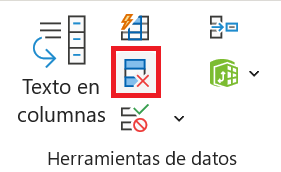 Texto en
columnas
Herramientas de datos